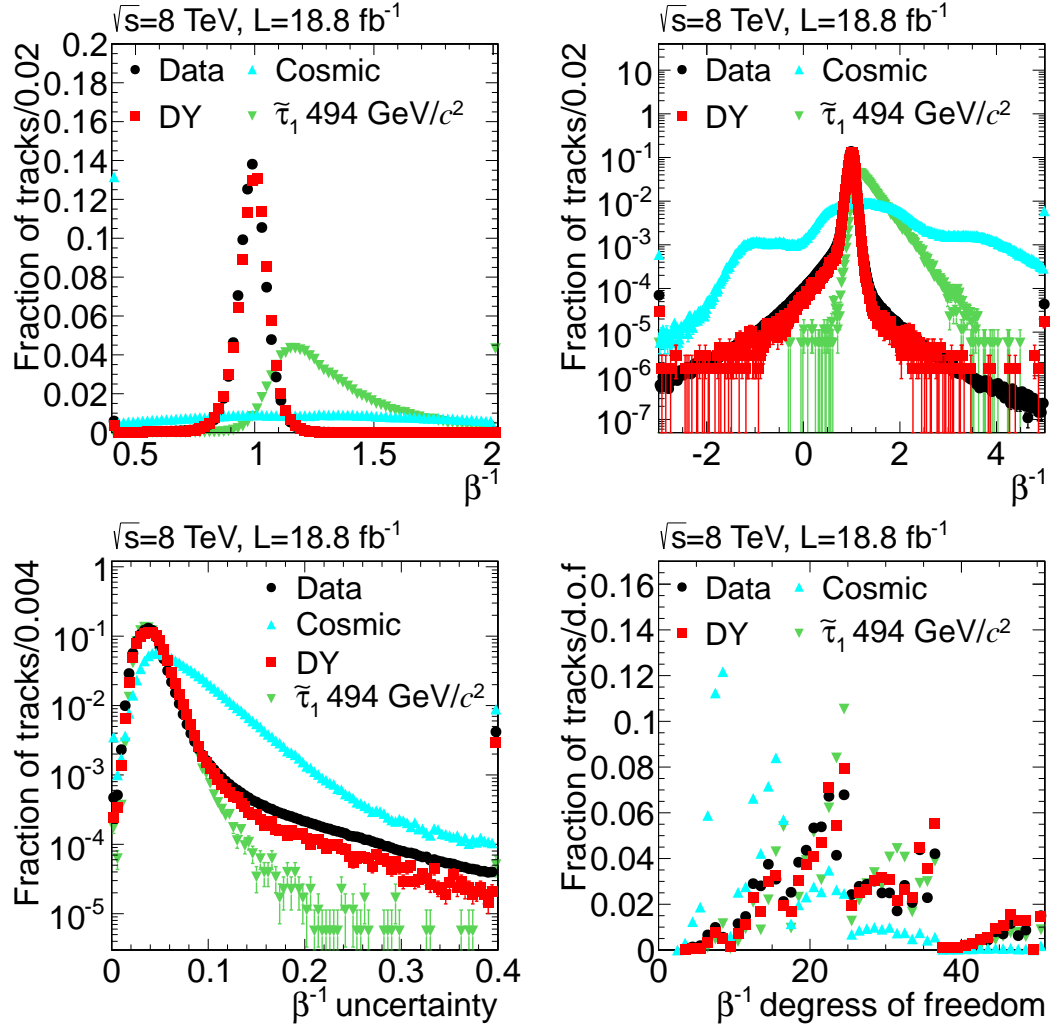 √s=8 TeV, L=18.8 fb⁻¹
Fraction of tracks/0.02
0.2
0.18
0.16
0.14
0.12
0.1
0.08
0.06
0.04
0.02
0
Data
Cosmic
DY
τ̃₁ 494 GeV/c²
0.5 1 1.5 2
β⁻¹
√s=8 TeV, L=18.8 fb⁻¹
Fraction of tracks/0.02
10
1
10⁻¹
10⁻²
10⁻³
10⁻⁴
10⁻⁵
10⁻⁶
10⁻⁷
Data
Cosmic
DY
τ̃₁ 494 GeV/c²
-2 0 2 4
β⁻¹
√s=8 TeV, L=18.8 fb⁻¹
Fraction of tracks/0.004
1
10⁻¹
10⁻²
10⁻³
10⁻⁴
10⁻⁵
Data
Cosmic
DY
τ̃₁ 494 GeV/c²
0 0.1 0.2 0.3 0.4
β⁻¹ uncertainty
√s=8 TeV, L=18.8 fb⁻¹
Fraction of tracks/d.o.f
0.16
0.14
0.12
0.1
0.08
0.06
0.04
0.02
0
Data
Cosmic
DY
τ̃₁ 494 GeV/c²
0 20 40
β⁻¹ degress of freedom